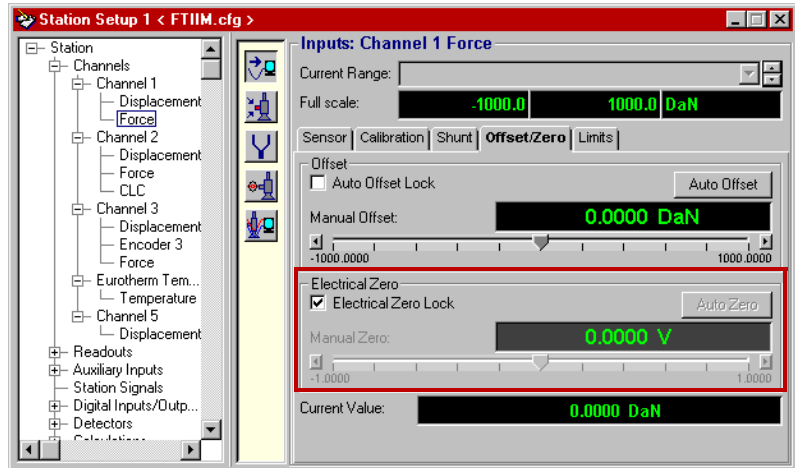 Station Setup 1 < FTIIM.cfg >
Station
Channels
Channel 1
Displacement
Force
Channel 2
Displacement
Force
CLC
Channel 3
Displacement
Encoder 3
Force
Eurotherm Tem...
Temperature
Channel 5
Displacement
Readouts
Auxiliary Inputs
Station Signals
Digital Inputs/Outp...
Detectors
Inputs: Channel 1 Force
Current Range:
Full scale: -1000.0 1000.0 DaN
Sensor Calibration Shunt Offset/Zero Limits
Offset
Auto Offset Lock Auto Offset
Manual Offset: 0.0000 DaN
-1000.0000 1000.0000
Electrical Zero
Electrical Zero Lock Auto Zero
Manual Zero: 0.0000 V
-1.0000 1.0000
Current Value: 0.0000 DaN